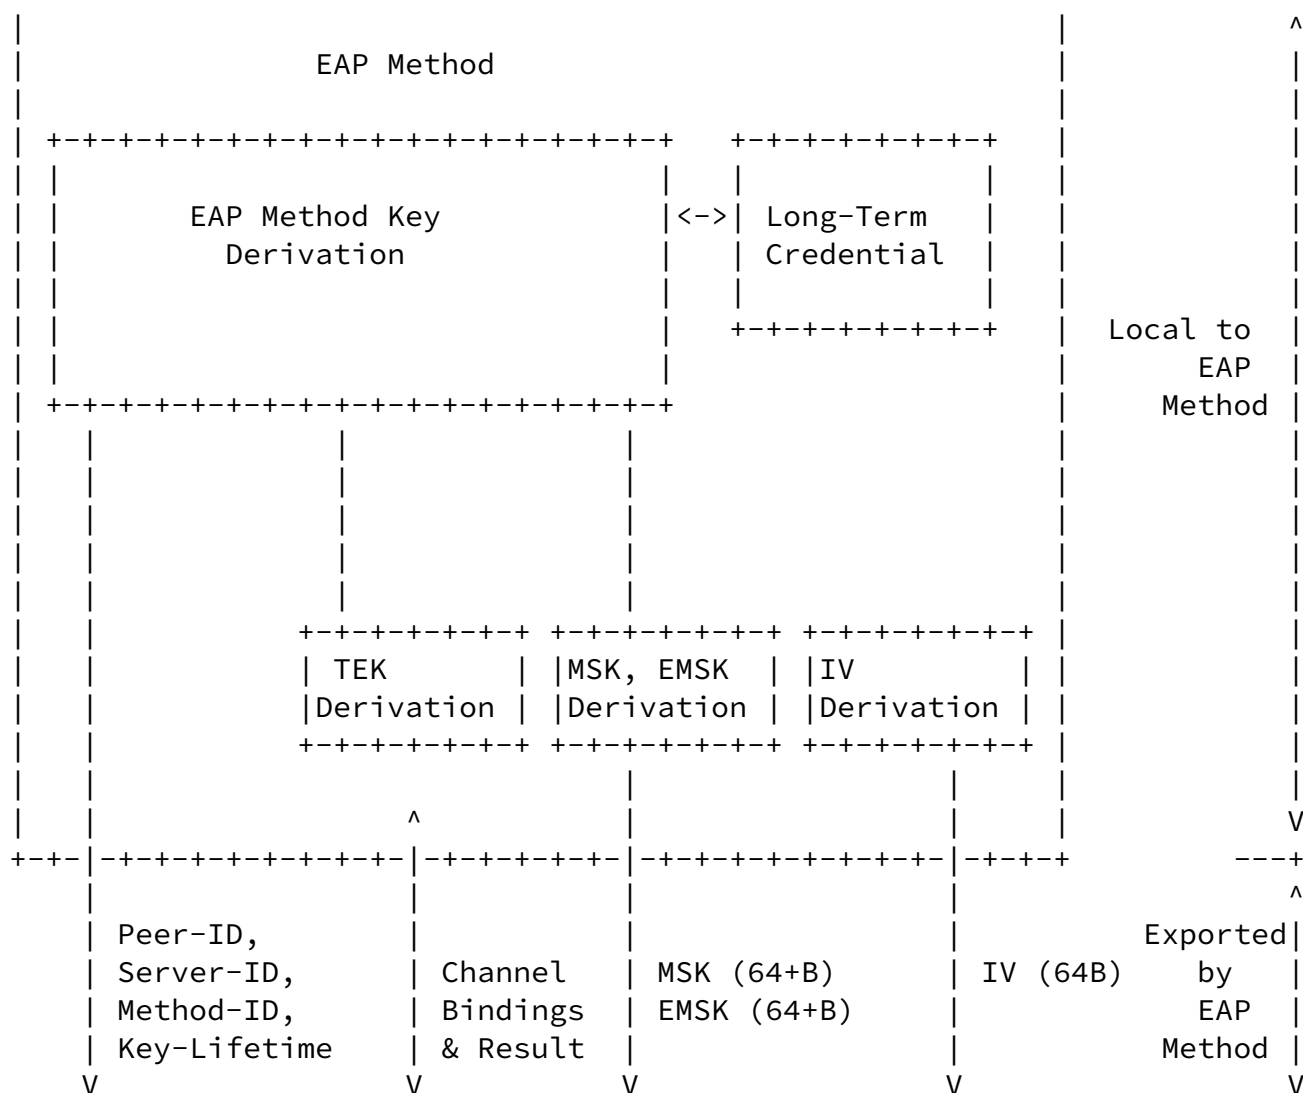 EAP Method
EAP Method Key
Derivation
<->
Long-Term
Credential
Local to
EAP
Method
TEK
Derivation
MSK, EMSK
Derivation
IV
Derivation
Peer-ID,
Server-ID,
Method-ID,
Key-Lifetime
Channel
Bindings
& Result
MSK (64+B)
EMSK (64+B)
IV (64B)
Exported
by
EAP
Method